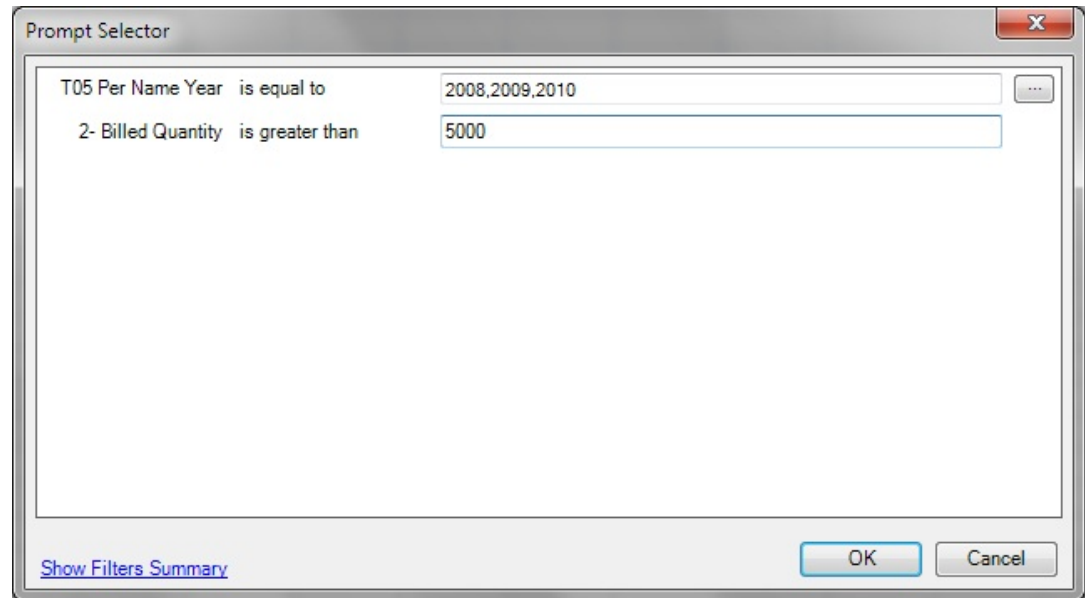 Prompt Selector
T05 Per Name Year is equal to 2008,2009,2010 ...
2- Billed Quantity is greater than 5000
Show Filters Summary OK Cancel